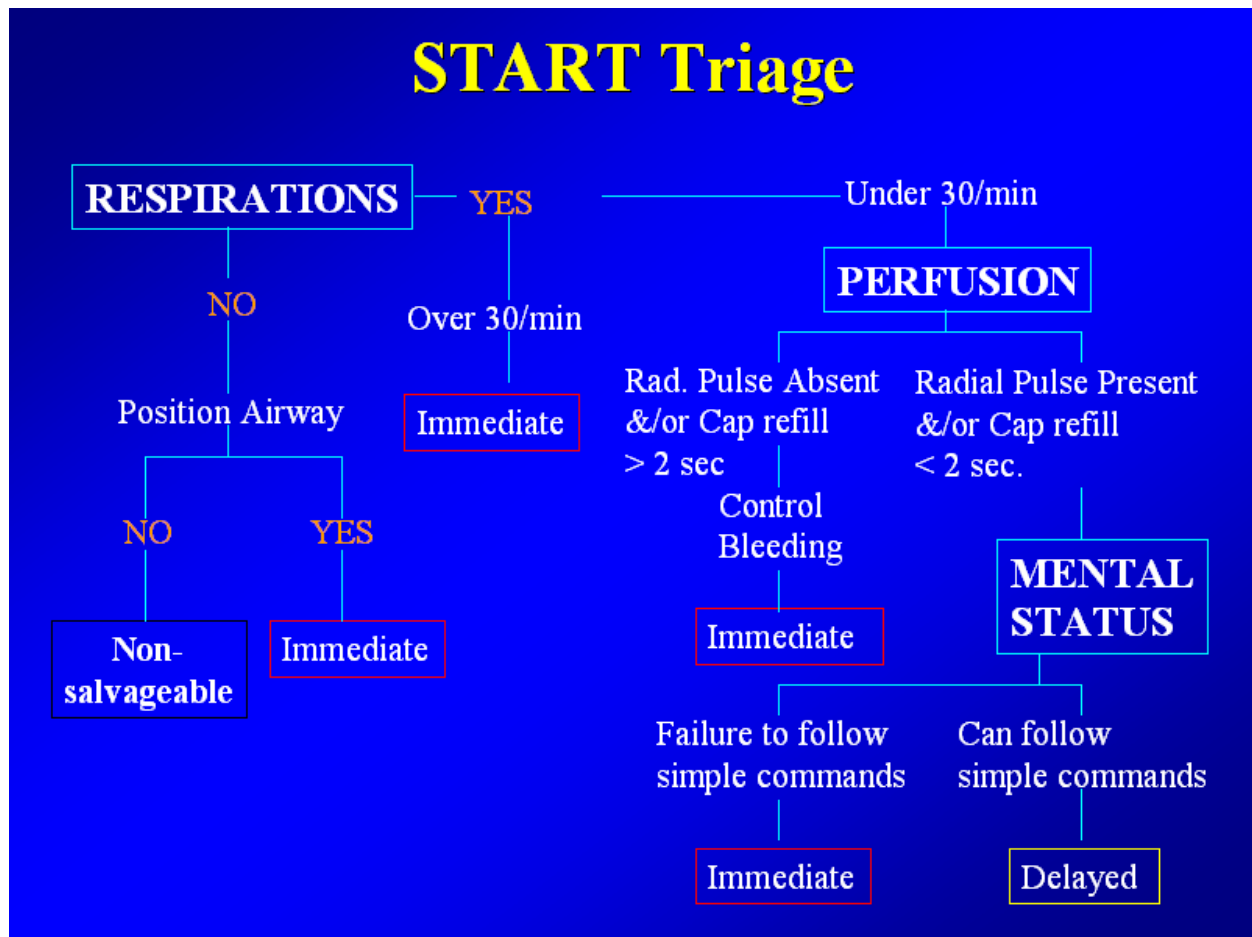 START Triage
RESPIRATIONS
YES
Under 30/min
PERFUSION
NO
Over 30/min
Immediate
Position Airway
NO
YES
Non-
salvageable
Immediate
Rad. Pulse Absent
&/or Cap refill
> 2 sec
Control
Bleeding
Immediate
Radial Pulse Present
&/or Cap refill
< 2 sec.
MENTAL
STATUS
Failure to follow
simple commands
Immediate
Can follow
simple commands
Delayed